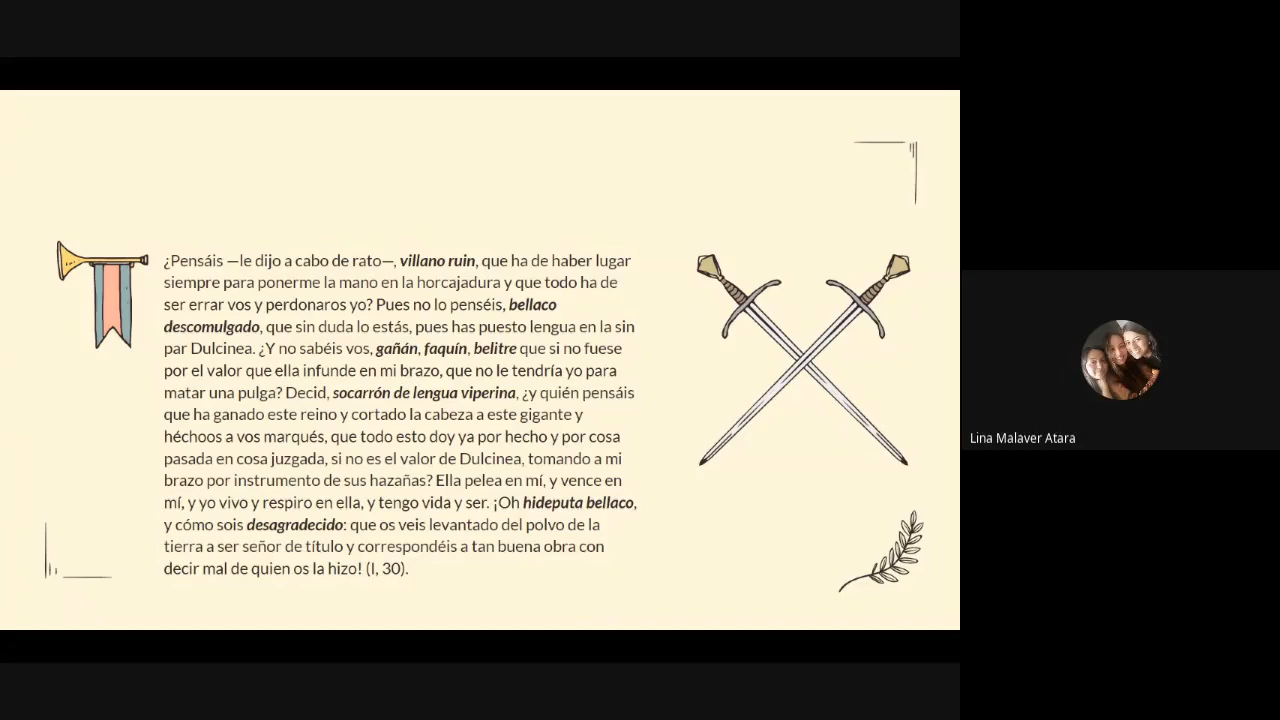 ¿Pensáis —le dijo a cabo de rato—, villano ruin, que ha de haber lugar
siempre para ponerme la mano en la horcajadura y que todo ha de
ser errar vos y perdonaros yo? Pues no lo penséis, bellaco
descomulgado, que sin duda lo estás, pues has puesto lengua en la sin
par Dulcinea. ¿Y no sabéis vos, gañán, faquín, belitre que si no fuese
por el valor que ella infunde en mi brazo, que no le tendría yo para
matar una pulga? Decid, socarrón de lengua viperina, ¿y quién pensáis
que ha ganado este reino y cortado la cabeza a este gigante y
héchoos a vos marqués, que todo esto doy ya por hecho y por cosa
pasada en cosa juzgada, si no es el valor de Dulcinea, tomando a mi
brazo por instrumento de sus hazañas? Ella pelea en mí, y vence en
mí, y yo vivo y respiro en ella, y tengo vida y ser. ¡Oh hideputa bellaco,
y cómo sois desagradecido: que os veis levantado del polvo de la
tierra a ser señor de título y correspondéis a tan buena obra con
decir mal de quien os la hizo! (I, 30).
Lina Malaver Atara